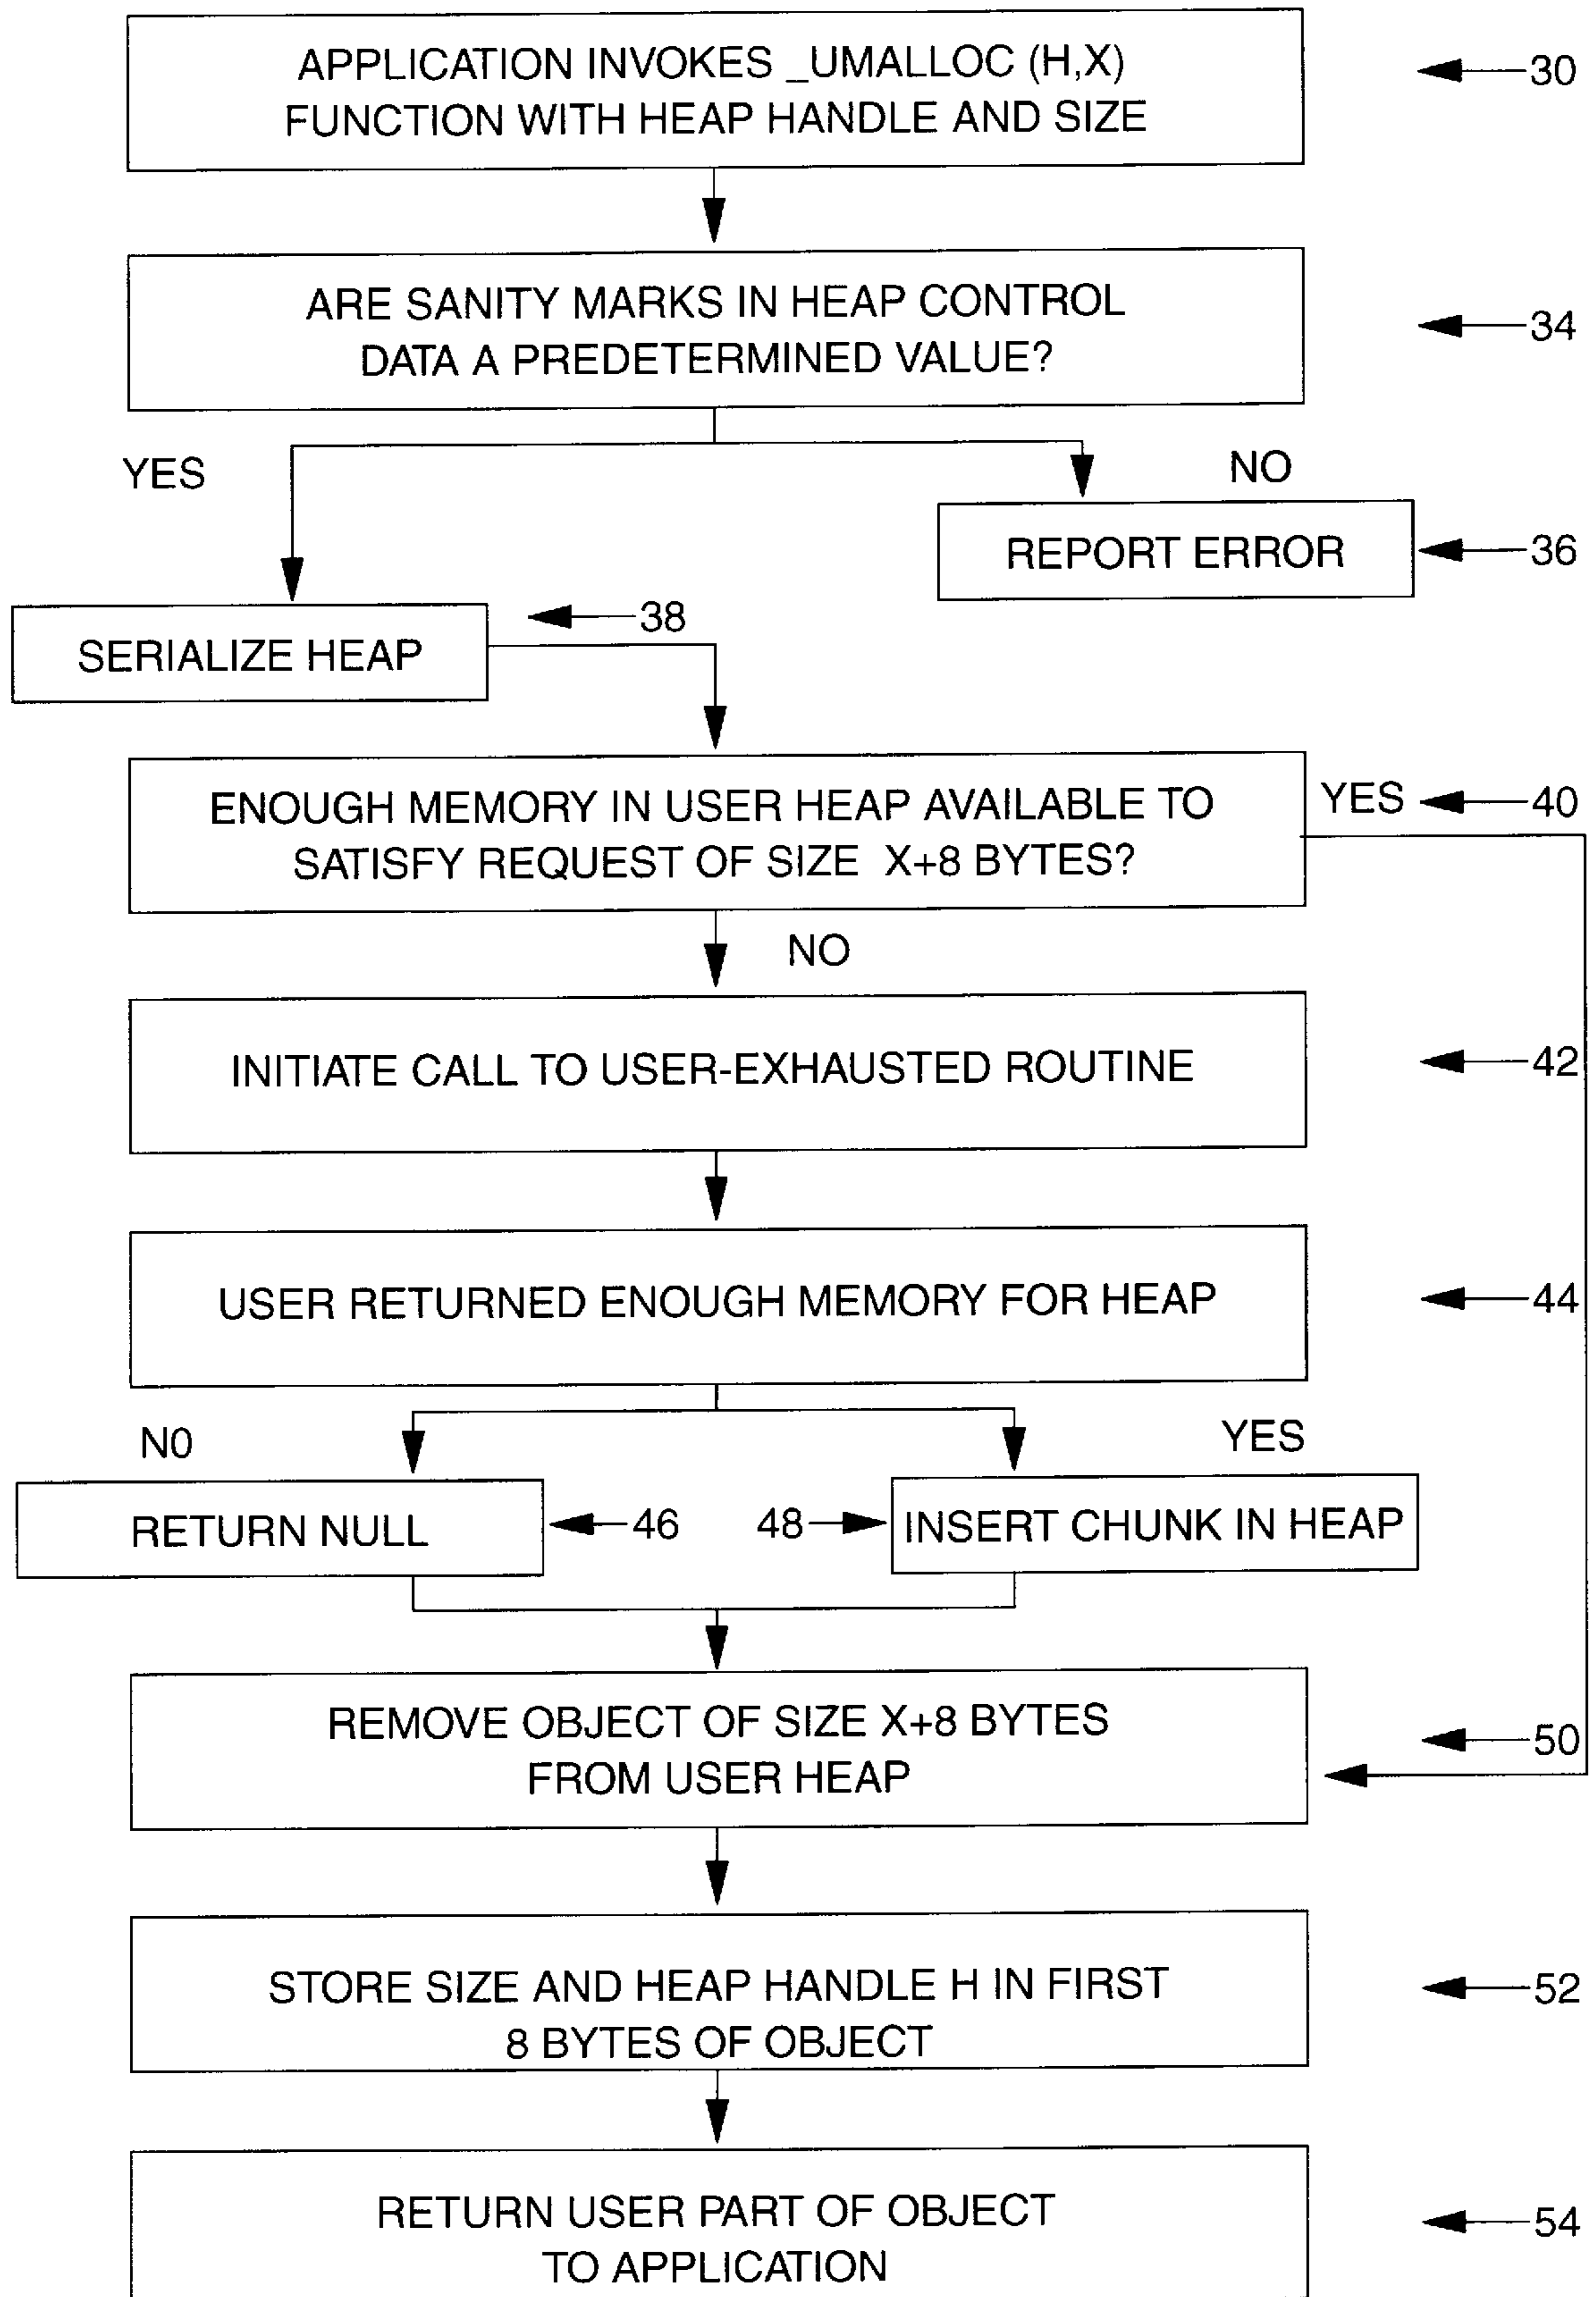 APPLICATION INVOKES _UMALLOC (H,X)
FUNCTION WITH HEAP HANDLE AND SIZE
30
ARE SANITY MARKS IN HEAP CONTROL
DATA A PREDETERMINED VALUE?
34
YES
NO
REPORT ERROR
36
38
SERIALIZE HEAP
ENOUGH MEMORY IN USER HEAP AVAILABLE TO
SATISFY REQUEST OF SIZE X+8 BYTES?
YES
40
NO
INITIATE CALL TO USER-EXHAUSTED ROUTINE
42
USER RETURNED ENOUGH MEMORY FOR HEAP
44
N0
YES
RETURN NULL
46
48
INSERT CHUNK IN HEAP
REMOVE OBJECT OF SIZE X+8 BYTES
FROM USER HEAP
50
STORE SIZE AND HEAP HANDLE H IN FIRST
8 BYTES OF OBJECT
52
RETURN USER PART OF OBJECT
TO APPLICATION
54